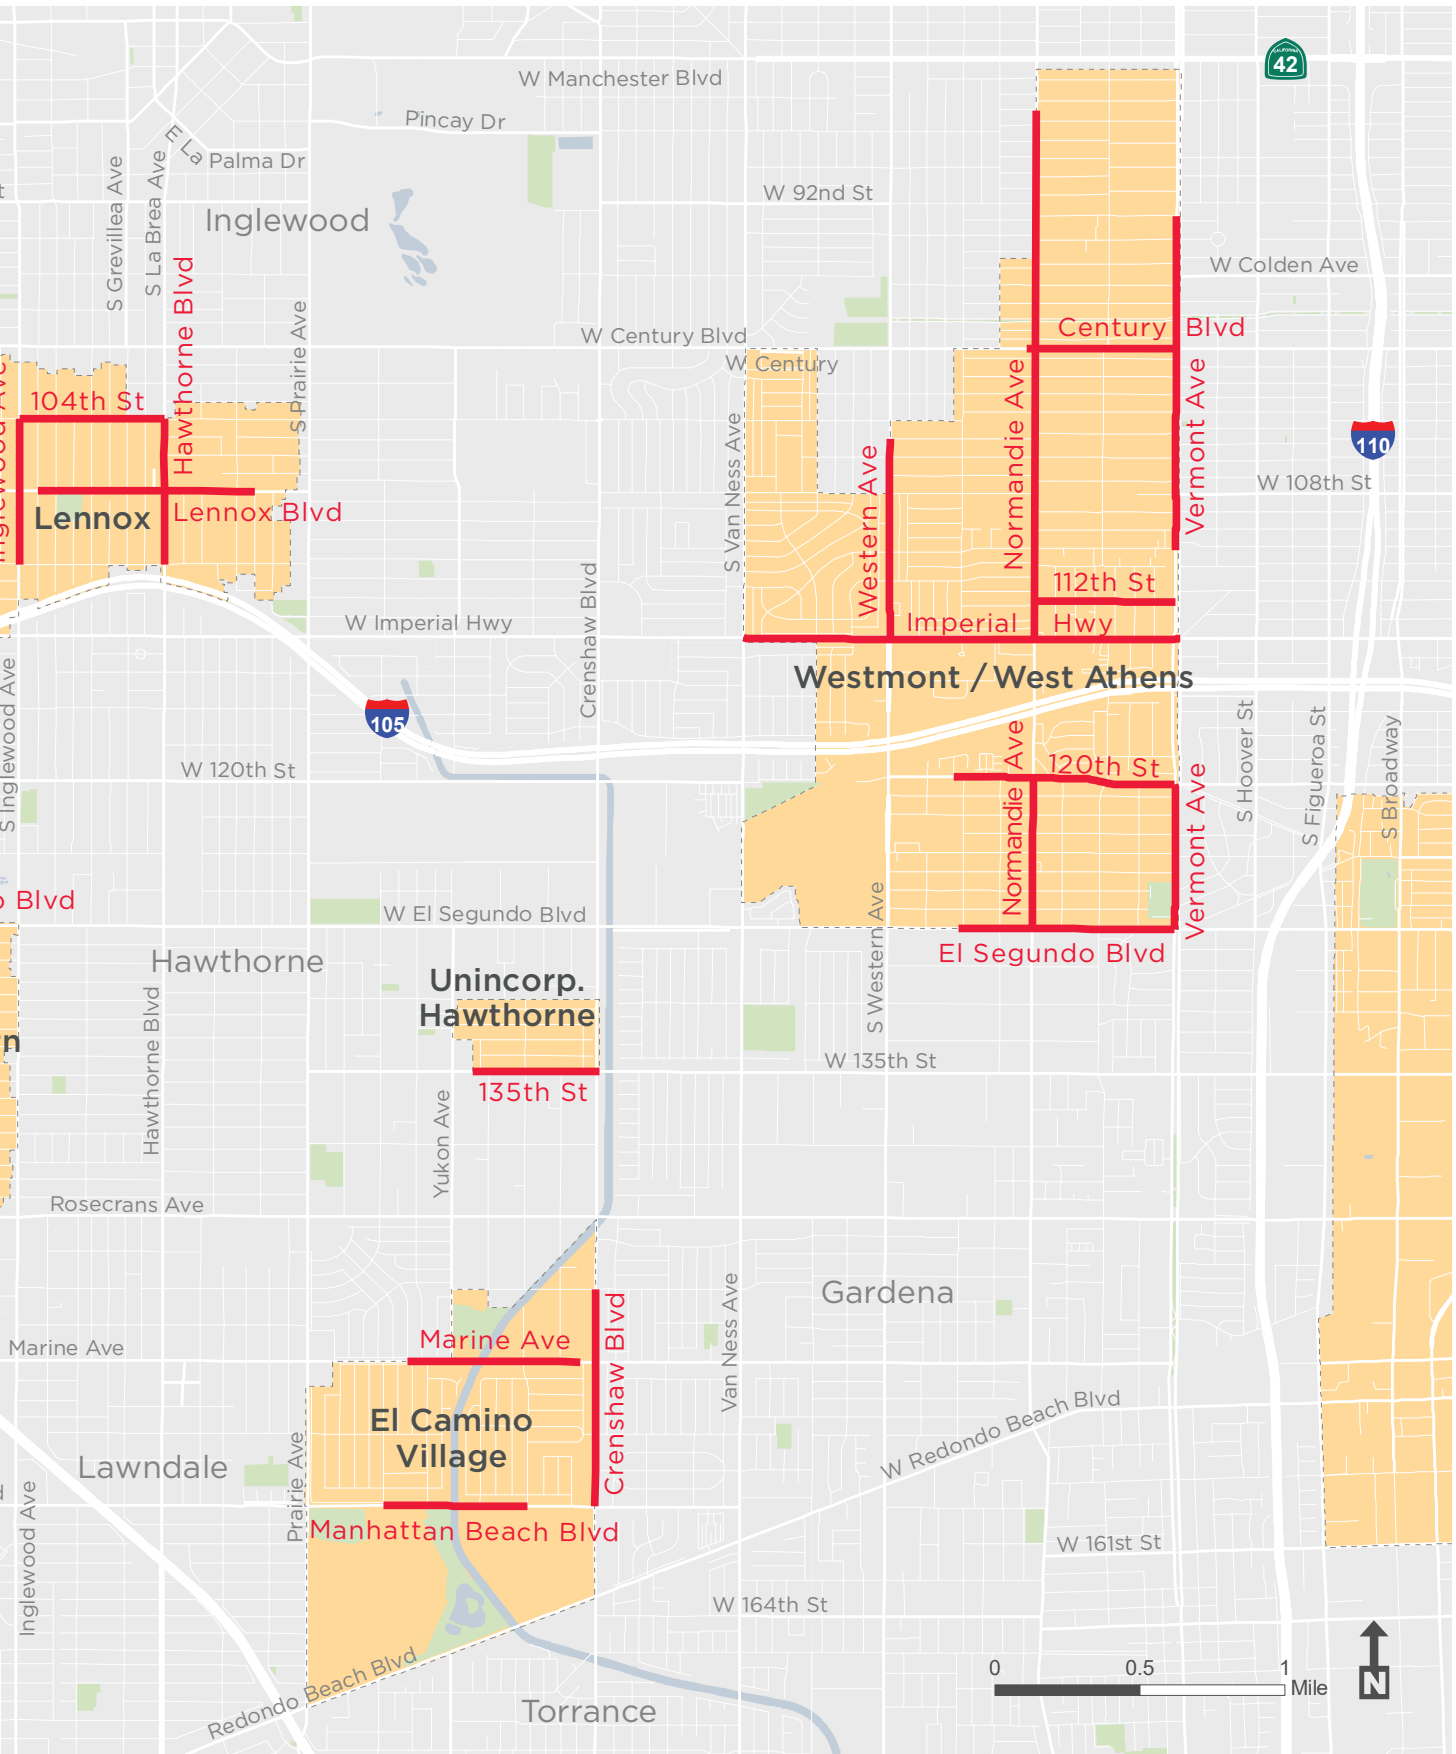 CALIFORNIA
42
W Manchester Blvd
Pincay Dr
E La
Palma Dr
S Grevillea Ave
S La Brea Ave
W 92nd St
Inglewood
Hawthorne Blvd
W Colden Ave
S Prairie Ave
Century Blvd
W Century Blvd
W Century
104th St
Normandie Ave
Vermont Ave
S Van Ness Ave
Western Ave
110
W 108th St
Lennox
Lennox Blvd
Crenshaw Blvd
112th St
W Imperial Hwy
Imperial Hwy
Westmont / West Athens
S Inglewood Ave
105
S Hoover St
S Figueroa St
S Broadway
W 120th St
Normandie Ave
120th St
Vermont Ave
Blvd
W El Segundo Blvd
S Western Ave
El Segundo Blvd
Hawthorne
Unincorp.
Hawthorne
Hawthorne Blvd
W 135th St
135th St
Yukon Ave
Rosecrans Ave
Gardena
Van Ness Ave
Crenshaw Blvd
Marine Ave
Marine Ave
El Camino
Village
W Redondo Beach Blvd
Lawndale
Prairie Ave
Inglewood Ave
Manhattan Beach Blvd
W 161st St
W 164th St
Redondo Beach Blvd
Torrance
0 0.5 1
Mile
N